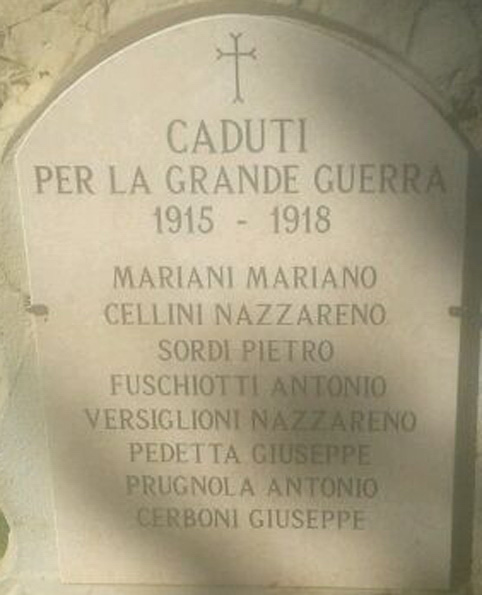 CADUTI
PER LA GRANDE GUERRA
1915 - 1918
MARIANI MARIANO
CELLINI NAZZARENO
SORDI PIETRO
FUSCHIOTTI ANTONIO
VERSIGLIONI NAZZARENO
PEDETTA GIUSEPPE
PRUGNOLA ANTONIO
CERBONI GIUSEPPE